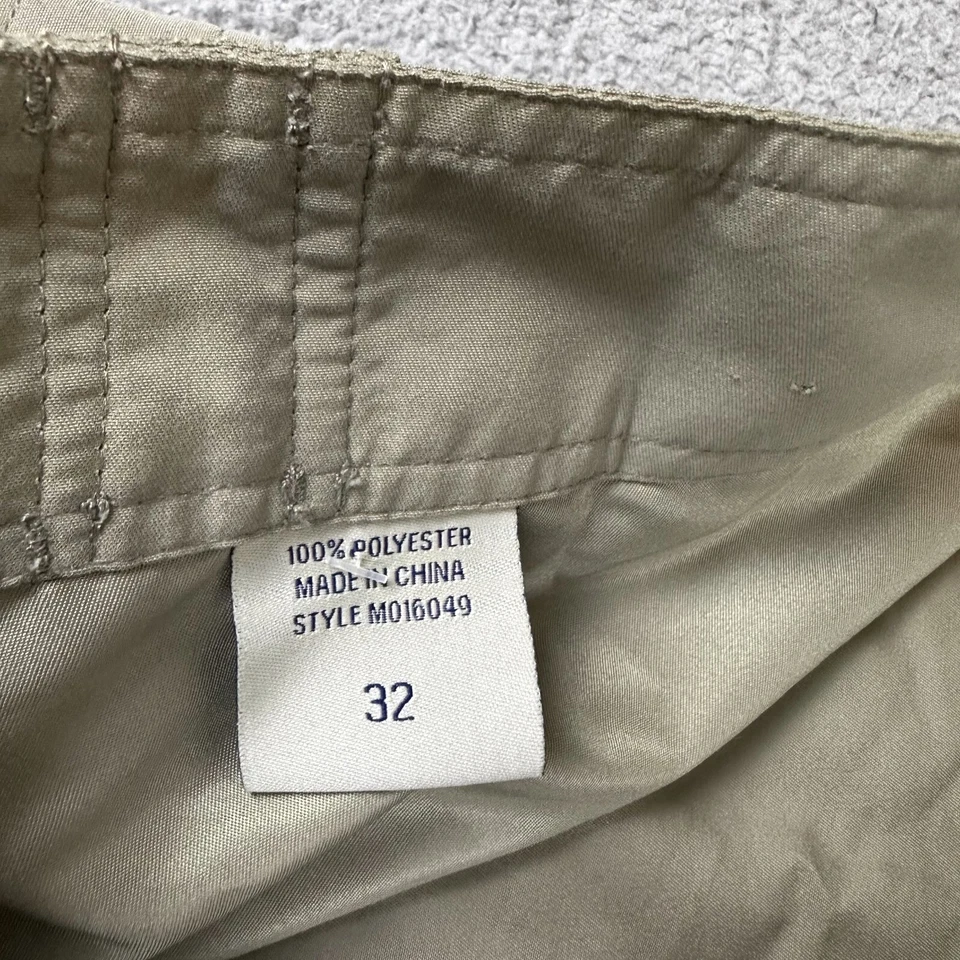 100% POLYESTER
MADE IN CHINA
STYLE M016049
32